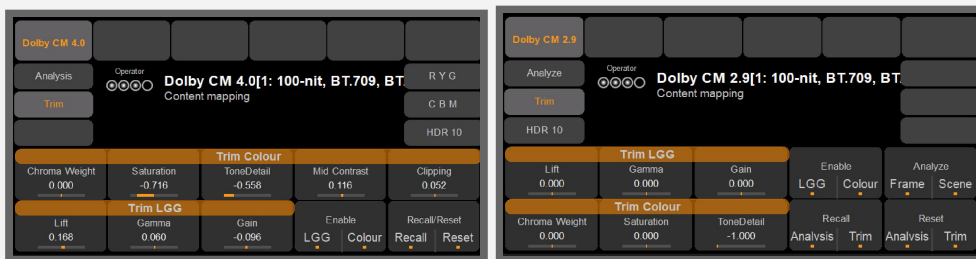 Dolby CM 4.0
Analysis
Trim
Operator
Dolby CM 4.0[1: 100-nit, BT.709, BT.
Content mapping
R Y G
C B M
HDR 10
Trim Colour
Chroma Weight Saturation ToneDetail Mid Contrast Clipping
0.000 -0.716 -0.558 0.116 0.052
Trim LGG
Lift Gamma Gain Enable Recall/Reset
0.168 0.060 -0.096 LGG Colour Recall Reset
Dolby CM 2.9
Analyze
Trim
HDR 10
Operator
Dolby CM 2.9[1: 100-nit, BT.709, BT.
Content mapping
Trim LGG
Lift Gamma Gain Enable Analyze
0.000 0.000 0.000 LGG Colour Frame Scene
Trim Colour
Chroma Weight Saturation ToneDetail Recall Reset
0.000 0.000 -1.000 Analysis Trim Analysis Trim